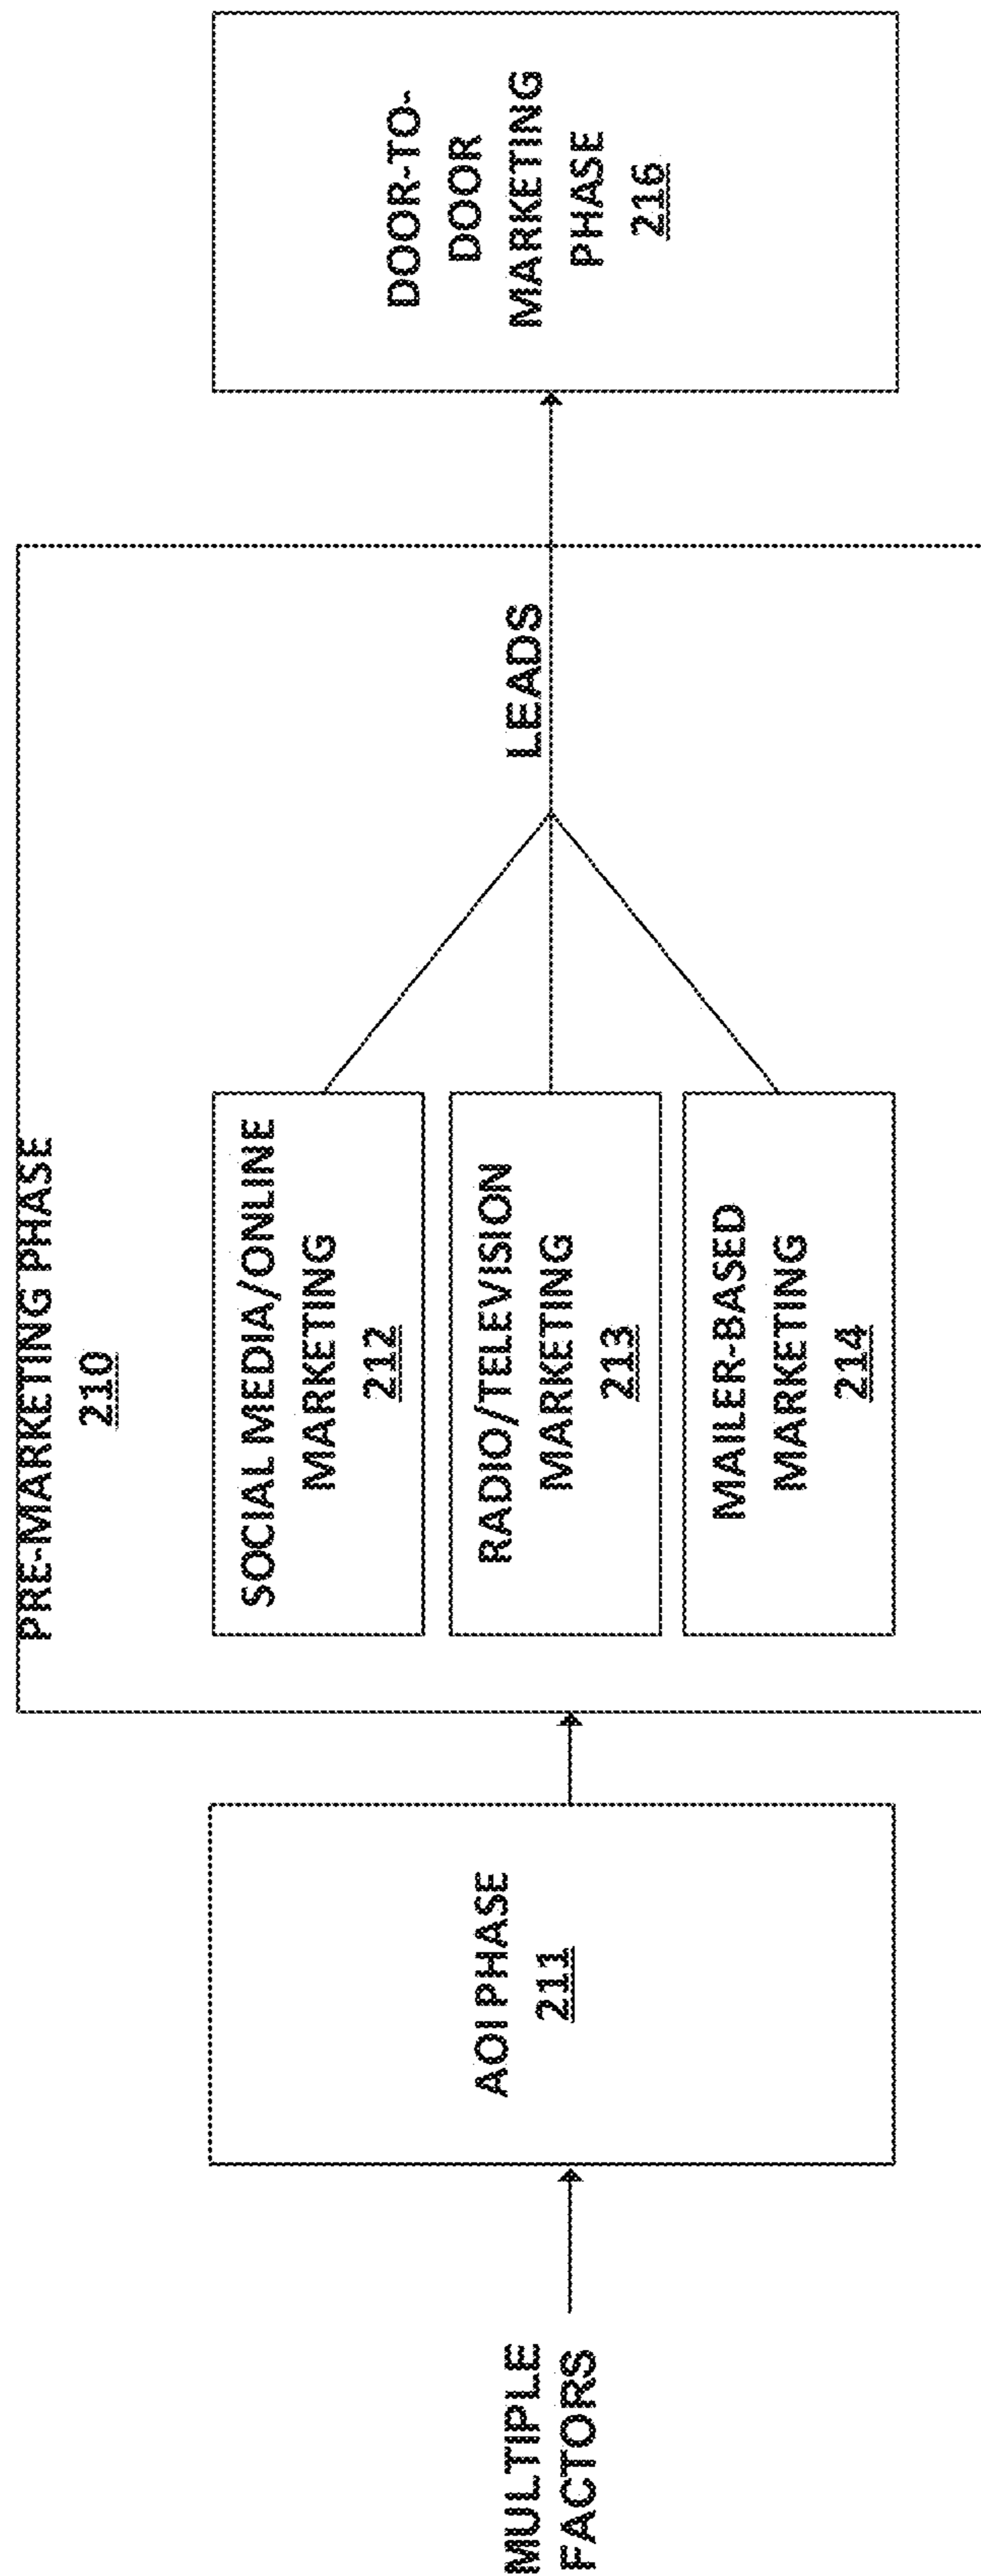 MULTIPLE
FACTORS
AOI PHASE
211
PRE-MARKETING PHASE
210
SOCIAL MEDIA/ONLINE
MARKETING
212
RADIO/TELEVISION
MARKETING
213
MAILER-BASED
MARKETING
214
LEADS
DOOR-TO-
DOOR
MARKETING
PHASE
216